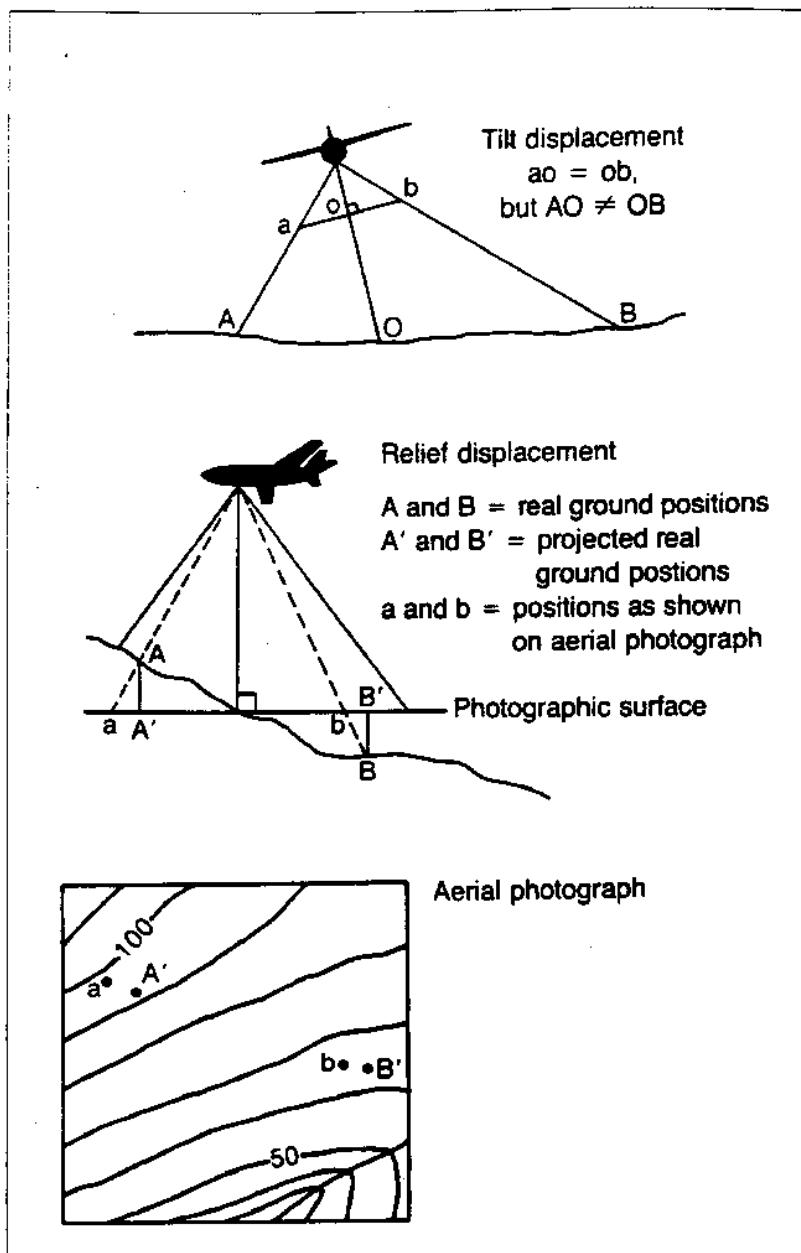 Tilt displacement
ao = ob,
but AO ≠ OB
b
o
a
A
O
B
Relief displacement
A and B = real ground positions
A' and B' = projected real
ground postions
a and b = positions as shown
on aerial photograph
A
B'
a
A'
b
Photographic surface
B
Aerial photograph
100
a
A'
b
B'
50